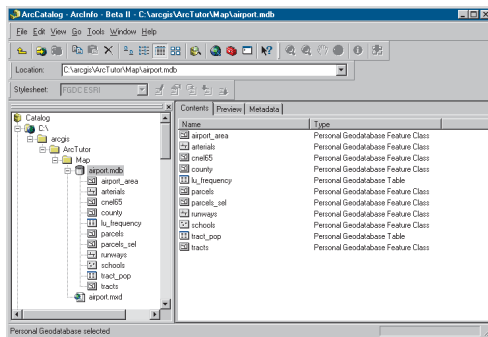 ArcCatalog - ArcInfo - Beta II - C:\arcgis\ArcTutor\Map\airport.mdb
File Edit View Go Tools Window Help
Location: C:\arcgis\ArcTutor\Map\airport.mdb
Stylesheet: FGDC ESRI
Contents Preview Metadata
Catalog
C:\
arcgis
ArcTutor
Map
airport.mdb
airport_area
arterials
cnel65
county
lu_frequency
parcels
parcels_sel
runways
schools
tract_pop
tracts
airport.mxd
Name Type
airport_area Personal Geodatabase Feature Class
arterials Personal Geodatabase Feature Class
cnel65 Personal Geodatabase Feature Class
county Personal Geodatabase Feature Class
lu_frequency Personal Geodatabase Table
parcels Personal Geodatabase Feature Class
parcels_sel Personal Geodatabase Feature Class
runways Personal Geodatabase Feature Class
schools Personal Geodatabase Feature Class
tract_pop Personal Geodatabase Table
tracts Personal Geodatabase Feature Class
Personal Geodatabase selected